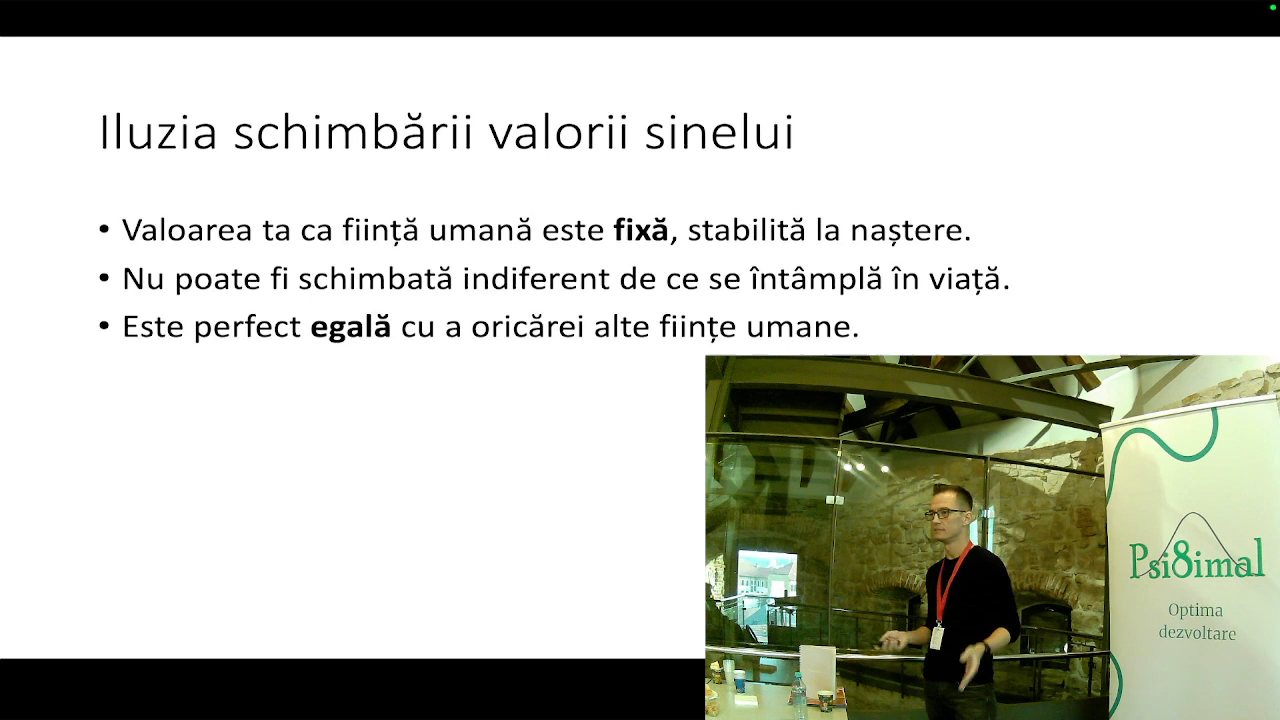 Iluzia schimbării valorii sinelui
• Valoarea ta ca ființă umană este fixă, stabilită la naștere.
• Nu poate fi schimbată indiferent de ce se întâmplă în viață.
• Este perfect egală cu a oricărei alte ființe umane.
Psi8imal
Optima
dezvoltare